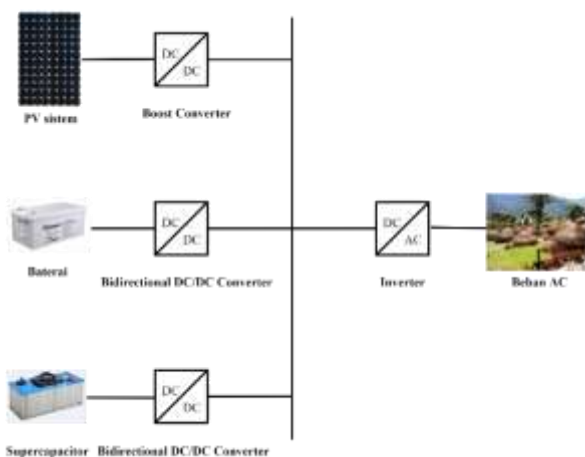 DC
DC
PV sistem
Boost Converter
DC
DC
DC
AC
Baterai
Bidirectional DC/DC Converter
Inverter
Beban AC
DC
DC
Supercapacitor
Bidirectional DC/DC Converter